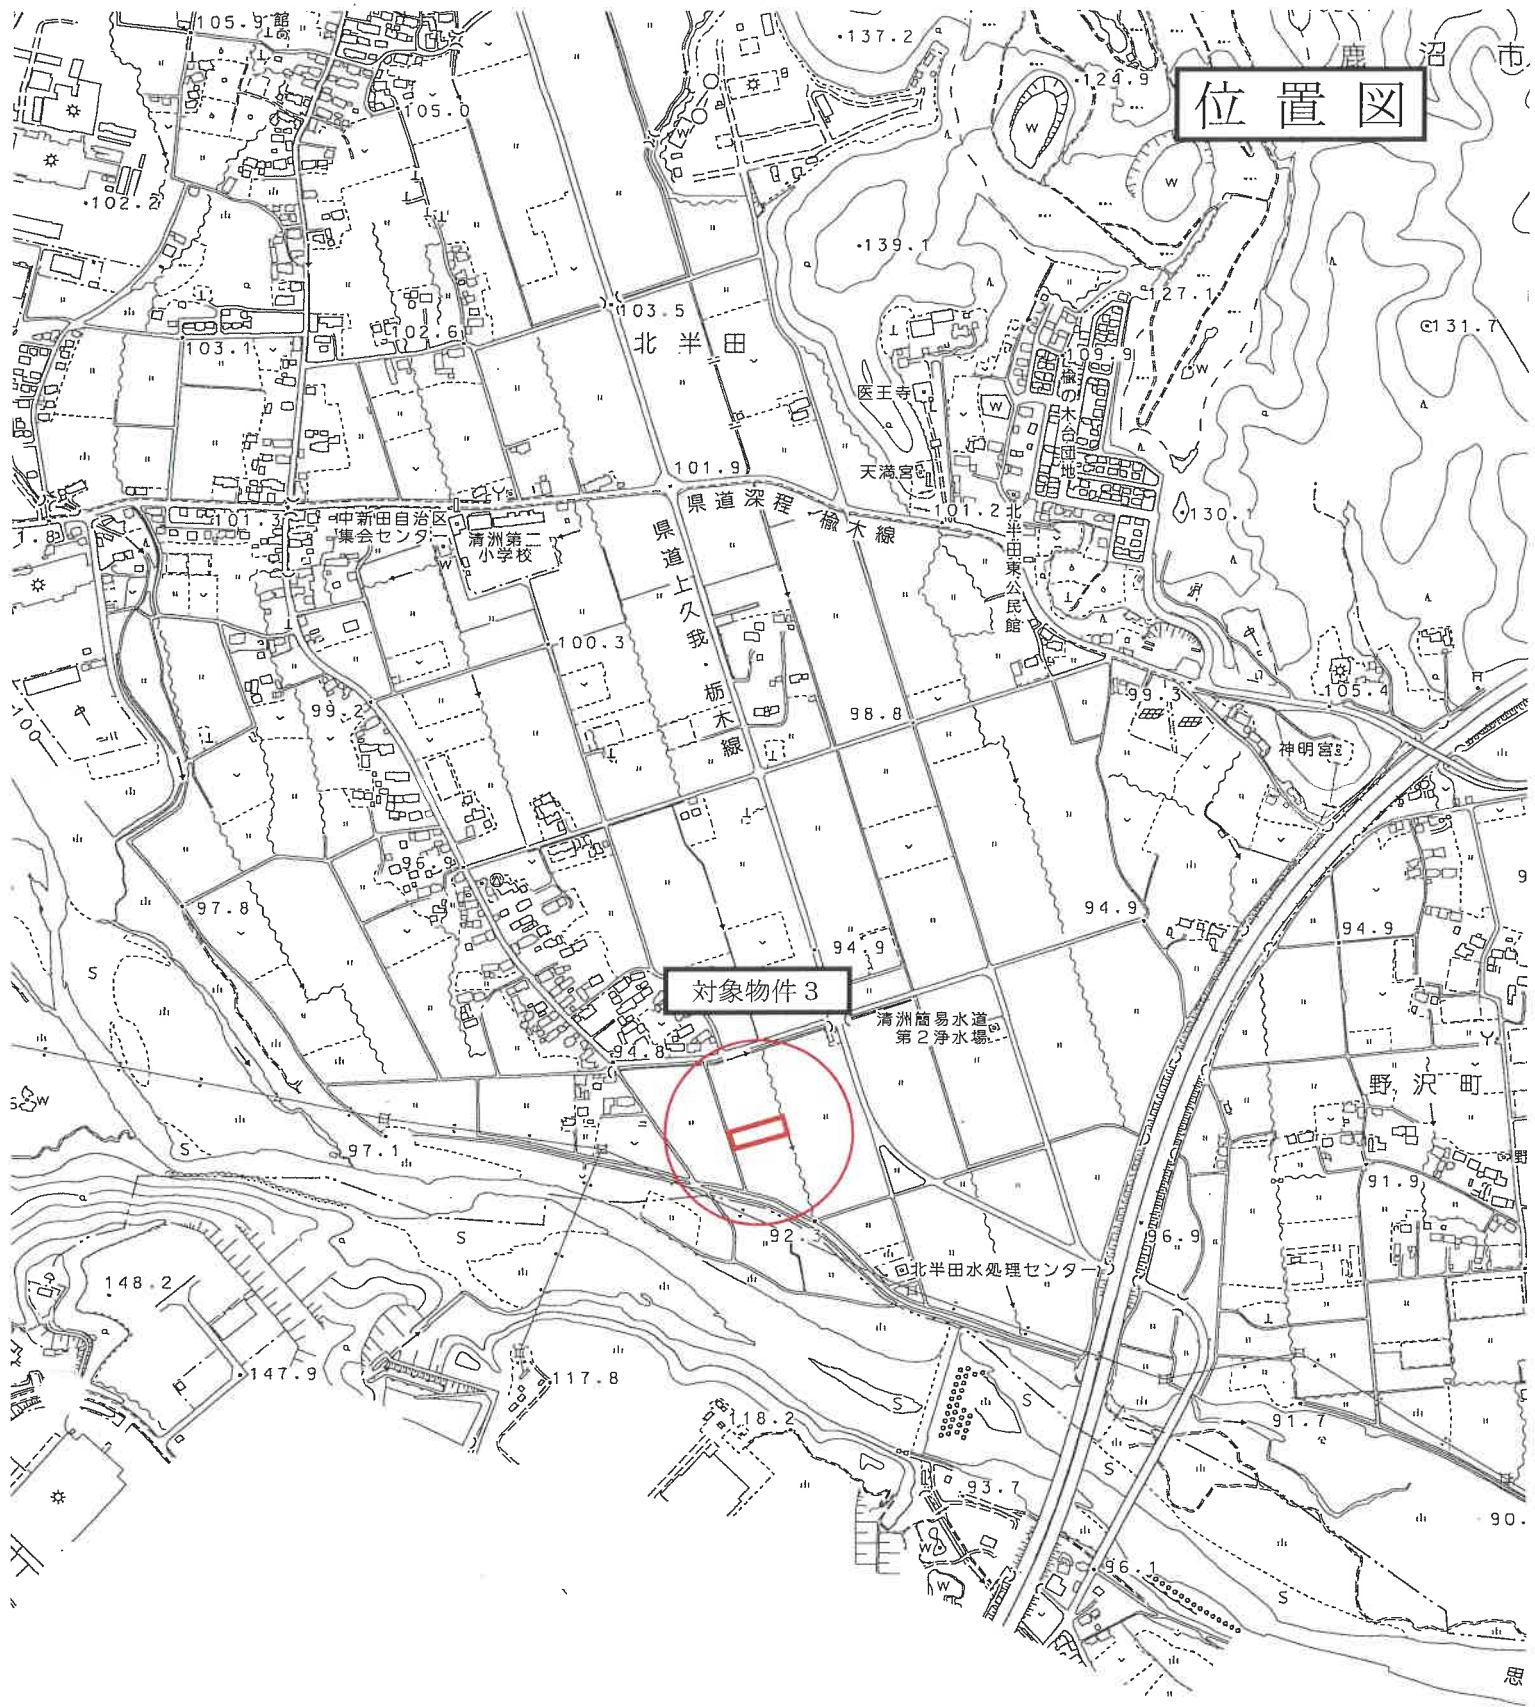 105.9
館
137.2
鹿沼市
124.9
位置図
W
105.0
W
W
102.2
139.1
127.1
103.5
131.7
102.6
103.1
北半田
109.9
W
医王寺
W
楡の木台団地
101.9
天満宮
県道深程・楡木線
101.2
130.1
101.3
中新田自治区
集会センター
清洲第二
小学校
W
北半田東公民館
県道上久我・栃木線
100.3
99.3
105.4
99.2
98.8
100
神明宮
96.9
97.8
94.9
94.9
94.9
S
対象物件3
清洲簡易水道
第2浄水場
94.8
野沢町
S
W
97.1
S
91.9
野
92.3
96.9
S
北半田水処理センター
148.2
147.9
117.8
118.2
S
S
91.7
93.7
S
90.
W
W
96.1
S
思